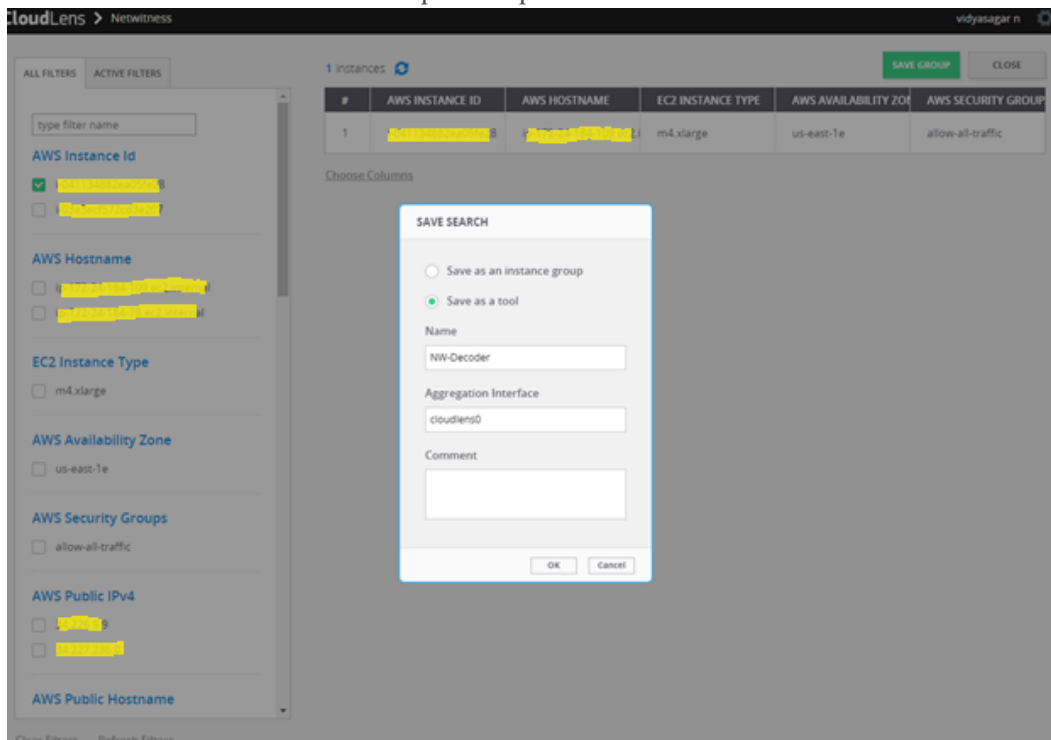 CloudLens > Netwitness
vidyasagar n
ALL FILTERS
ACTIVE FILTERS
1 instances
SAVE GROUP
CLOSE
type filter name
# AWS INSTANCE ID AWS HOSTNAME EC2 INSTANCE TYPE AWS AVAILABILITY ZON AWS SECURITY GROUP
1 m4.xlarge us-east-1e allow-all-traffic
Choose Columns
AWS Instance Id
AWS Hostname
EC2 Instance Type
m4.xlarge
AWS Availability Zone
us-east-1e
AWS Security Groups
allow-all-traffic
AWS Public IPv4
AWS Public Hostname
Clear Filters Refresh Filters
SAVE SEARCH
Save as an instance group
Save as a tool
Name
NW-Decoder
Aggregation Interface
cloudlens0
Comment
OK
Cancel